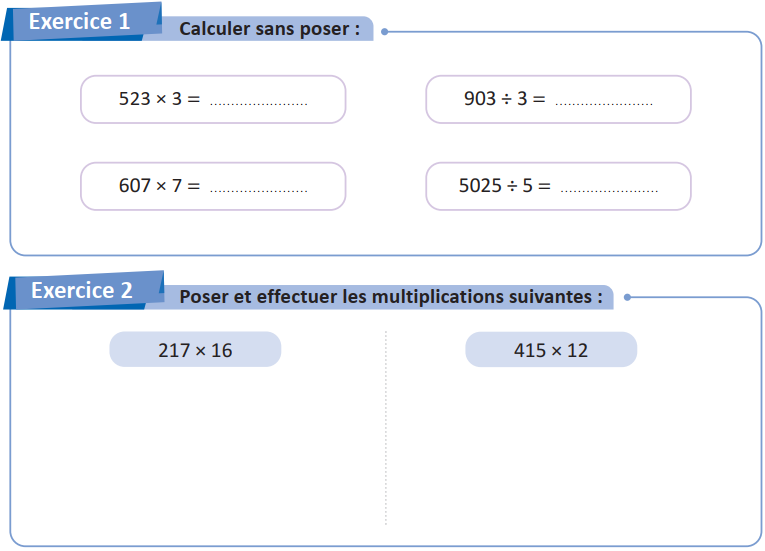 Exercice 1
Calculer sans poser :
523 × 3 = ......................
903 ÷ 3 = ......................
607 × 7 = ......................
5025 ÷ 5 = ......................
Exercice 2
Poser et effectuer les multiplications suivantes :
217 × 16
415 × 12